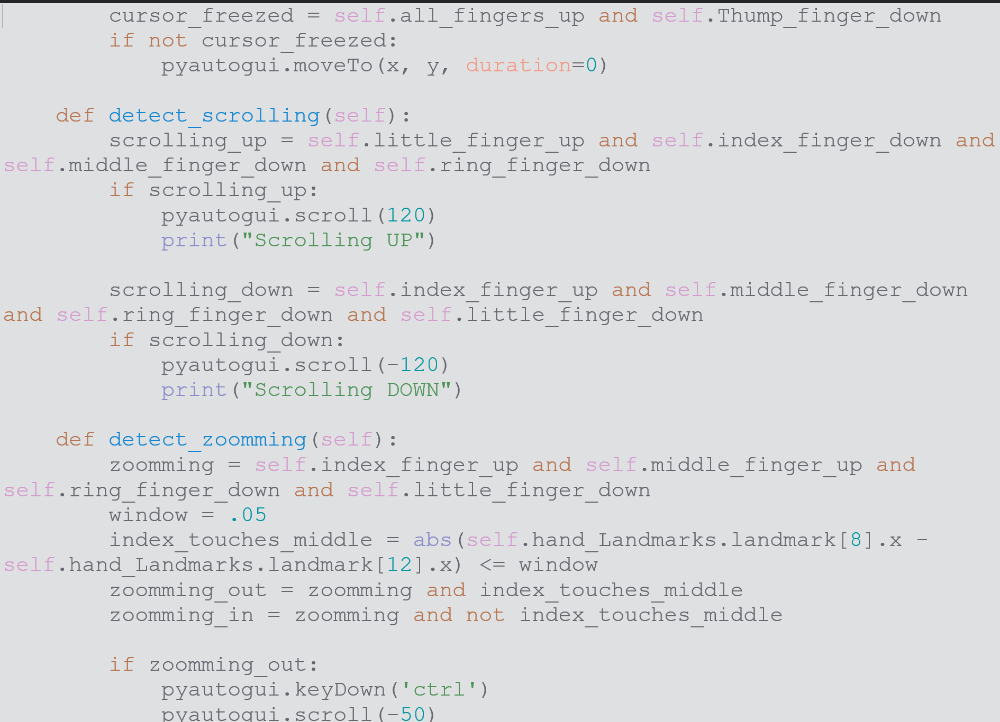 cursor_freezed = self.all_fingers_up and self.Thump_finger_down
        if not cursor_freezed:
            pyautogui.moveTo(x, y, duration=0)

    def detect_scrolling(self):
        scrolling_up = self.little_finger_up and self.index_finger_down and
self.middle_finger_down and self.ring_finger_down
        if scrolling_up:
            pyautogui.scroll(120)
            print("Scrolling UP")

        scrolling_down = self.index_finger_up and self.middle_finger_down
and self.ring_finger_down and self.little_finger_down
        if scrolling_down:
            pyautogui.scroll(-120)
            print("Scrolling DOWN")

    def detect_zoomming(self):
        zoomming = self.index_finger_up and self.middle_finger_up and
self.ring_finger_down and self.little_finger_down
        window = .05
        index_touches_middle = abs(self.hand_Landmarks.landmark[8].x -
self.hand_Landmarks.landmark[12].x) <= window
        zoomming_out = zoomming and index_touches_middle
        zoomming_in = zoomming and not index_touches_middle

        if zoomming_out:
            pyautogui.keyDown('ctrl')
            pyautogui.scroll(-50)